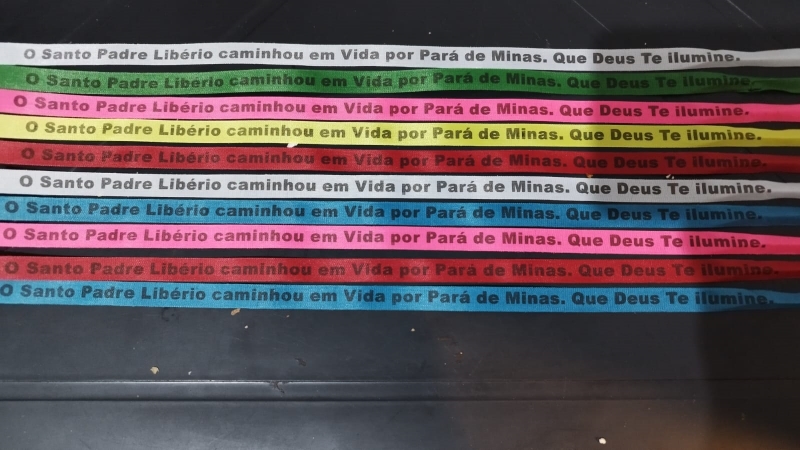 O Santo Padre Libério caminhou em Vida por Pará de Minas. Que Deus Te ilumine.
O Santo Padre Libério caminhou em Vida por Pará de Minas. Que Deus Te ilumine.
O Santo Padre Libério caminhou em Vida por Pará de Minas. Que Deus Te ilumine.
O Santo Padre Libério caminhou em Vida por Pará de Minas. Que Deus Te ilumine.
O Santo Padre Libério caminhou em Vida por Pará de Minas. Que Deus Te ilumine.
O Santo Padre Libério caminhou em Vida por Pará de Minas. Que Deus Te ilumine.
O Santo Padre Libério caminhou em Vida por Pará de Minas. Que Deus Te ilumine.
O Santo Padre Libério caminhou em Vida por Pará de Minas. Que Deus Te ilumine.
O Santo Padre Libério caminhou em Vida por Pará de Minas. Que Deus Te ilumine.
O Santo Padre Libério caminhou em Vida por Pará de Minas. Que Deus Te ilumine.